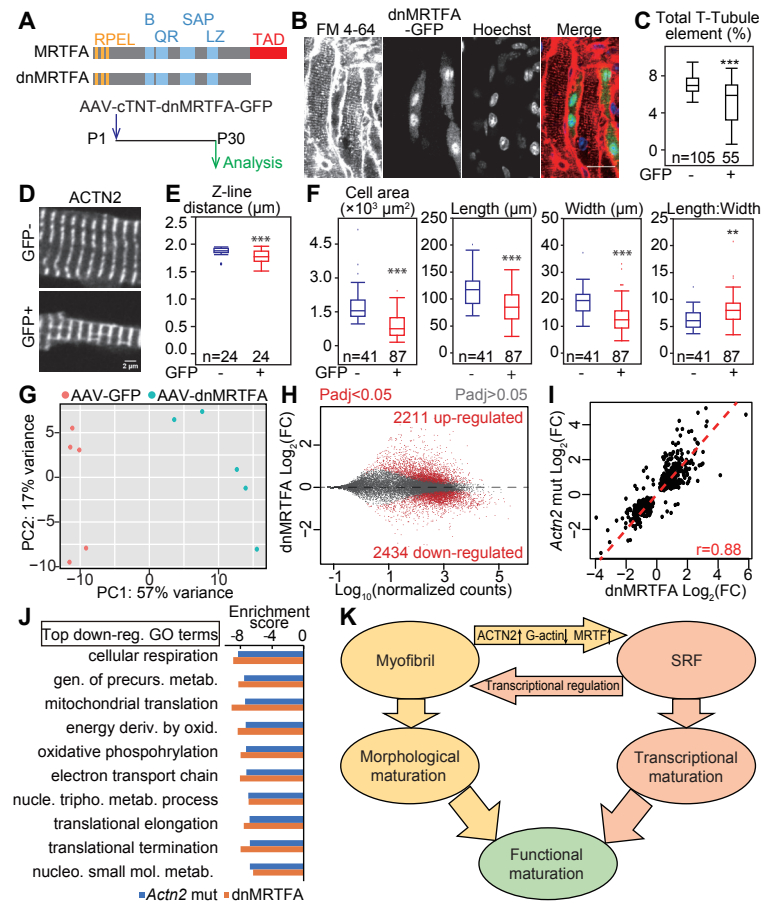 A
B
SAP
RPEL
QR
LZ
TAD
MRTFA
dnMRTFA
AAV-cTNT-dnMRTFA-GFP
P1
P30
Analysis
B
FM 4-64
dnMRTFA
-GFP
Hoechst
Merge
C
Total T-Tubule
element (%)
12
8
4
0
***
n=105 55
GFP - +
D
ACTN2
GFP-
GFP+
2 µm
E
Z-line
distance (µm)
2.5
2.0
1.5
1.0
0.5
0.0
***
n=24 24
GFP - +
F
Cell area
(×10³ µm²)
4.5
3.0
1.5
0
***
n=41 87
GFP - +
Length (µm)
250
200
150
100
50
0
***
n=41 87
- +
Width (µm)
40
30
20
10
0
***
n=41 87
- +
Length:Width
25
20
15
10
5
0
**
n=41 87
- +
G
AAV-GFP
AAV-dnMRTFA
5
0
-5
-10
PC2: 17% variance
-10 0 10
PC1: 57% variance
H
Padj<0.05
Padj>0.05
2211 up-regulated
2434 down-regulated
2
0
-2
dnMRTFA Log₂(FC)
-1 1 3 5
Log₁₀(normalized counts)
I
Actn2 mut Log₂(FC)
4
2
0
-2
r=0.88
-4 -2 0 2 4 6
dnMRTFA Log₂(FC)
J
Enrichment
score
Top down-reg. GO terms
-8 -4 0
cellular respiration
gen. of precurs. metab.
mitochondrial translation
energy deriv. by oxid.
oxidative phospohrylation
electron transport chain
nucle. tripho. metab. process
translational elongation
translational termination
nucleo. small mol. metab.
Actn2 mut dnMRTFA
K
Myofibril
ACTN2↑ G-actin↓ MRTF↑
SRF
Transcriptional regulation
Morphological
maturation
Transcriptional
maturation
Functional
maturation